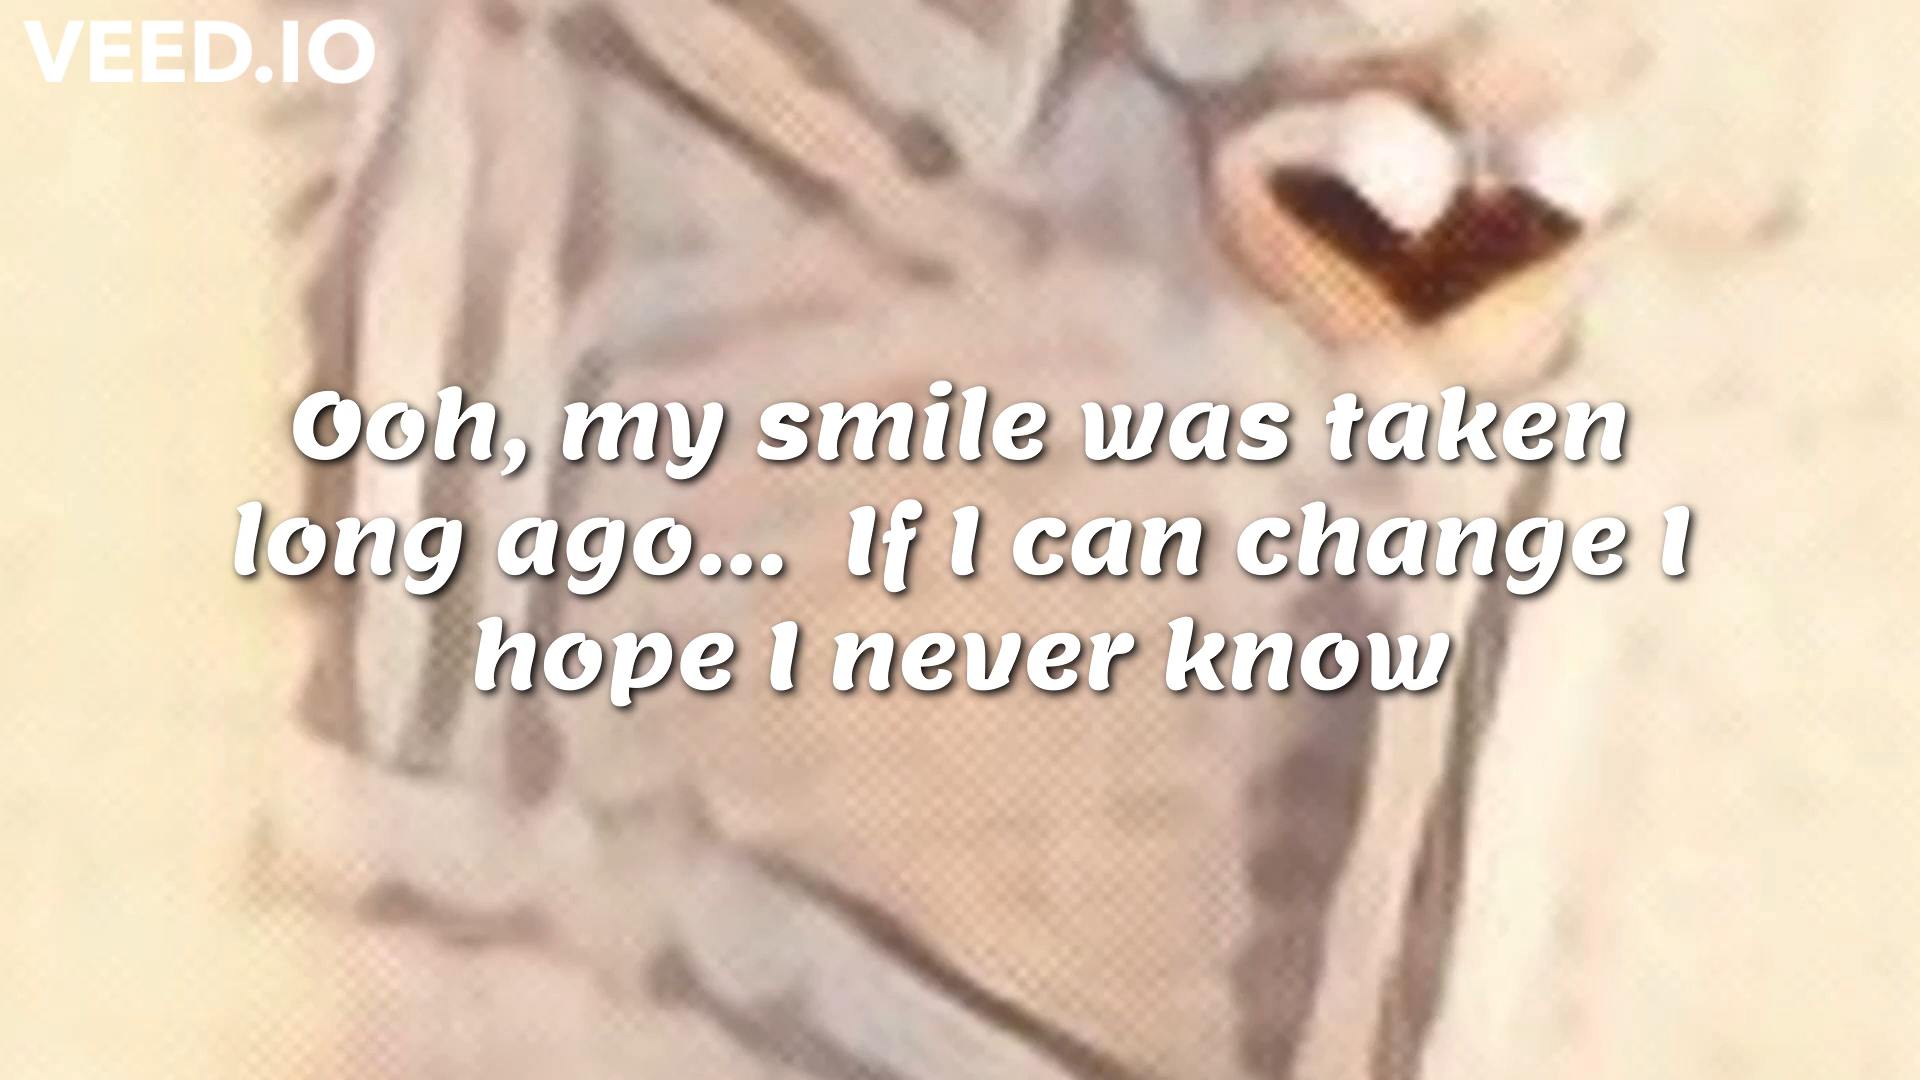 VEED.IO
Ooh, my smile was taken
long ago... If I can change I
hope I never know